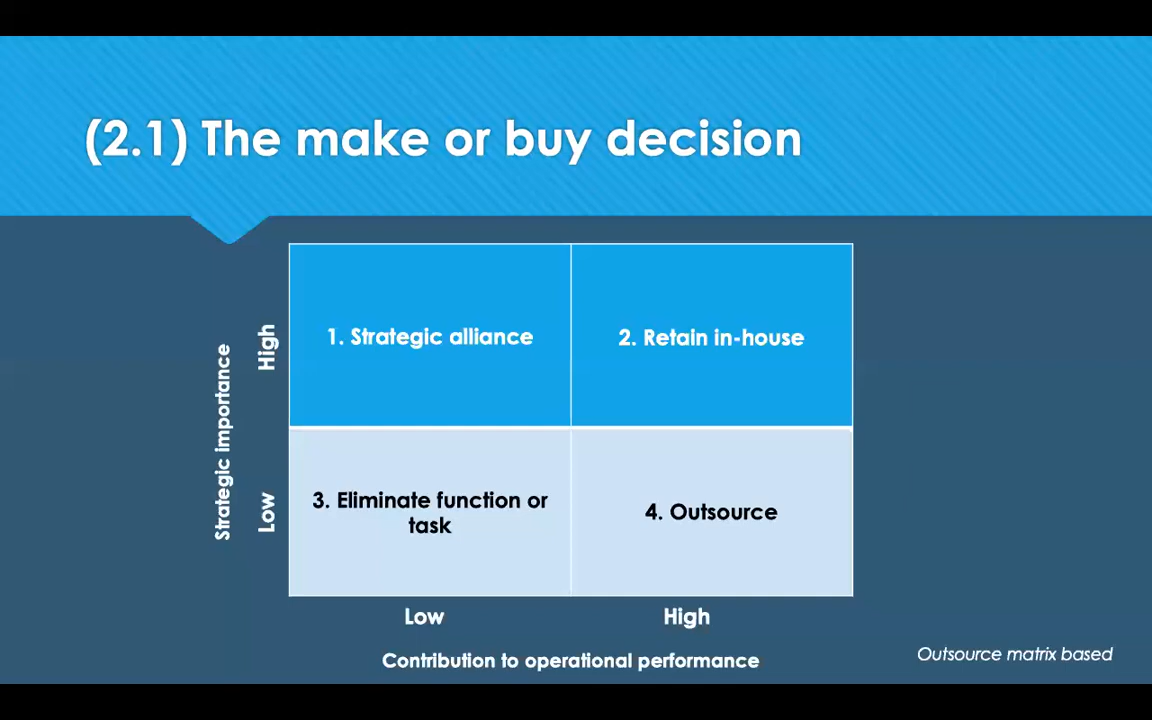 (2.1) The make or buy decision
Strategic importance
High
Low
1. Strategic alliance
2. Retain in-house
3. Eliminate function or
task
4. Outsource
Low
High
Contribution to operational performance
Outsource matrix based